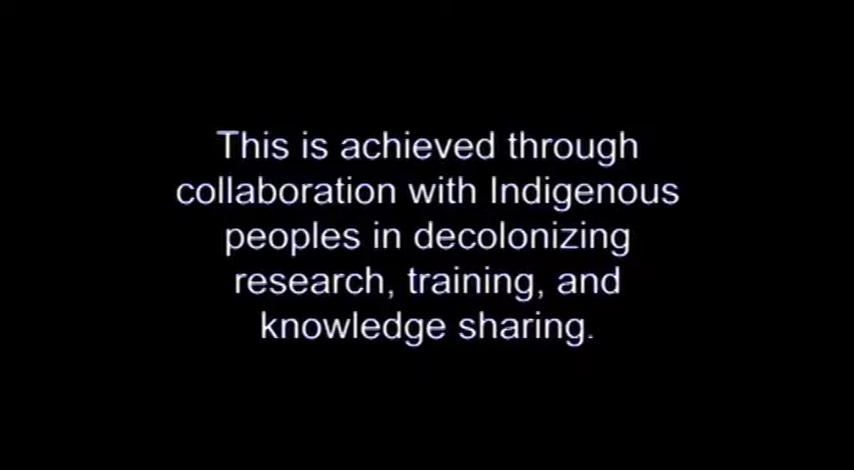 This is achieved through
collaboration with Indigenous
peoples in decolonizing
research, training, and
knowledge sharing.